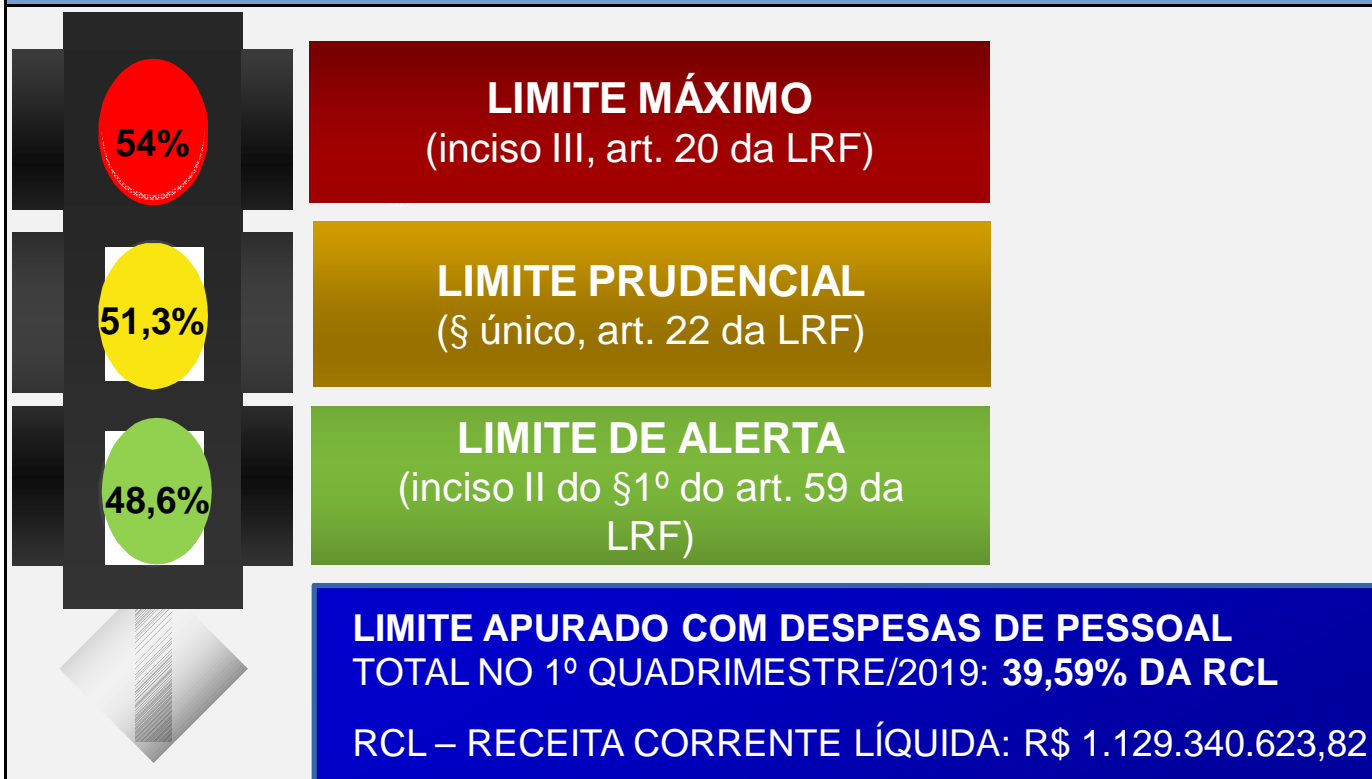 54%
LIMITE MÁXIMO
(inciso III, art. 20 da LRF)
51,3%
LIMITE PRUDENCIAL
(§ único, art. 22 da LRF)
48,6%
LIMITE DE ALERTA
(inciso II do §1º do art. 59 da
LRF)
LIMITE APURADO COM DESPESAS DE PESSOAL
TOTAL NO 1º QUADRIMESTRE/2019: 39,59% DA RCL
RCL – RECEITA CORRENTE LÍQUIDA: R$ 1.129.340.623,82